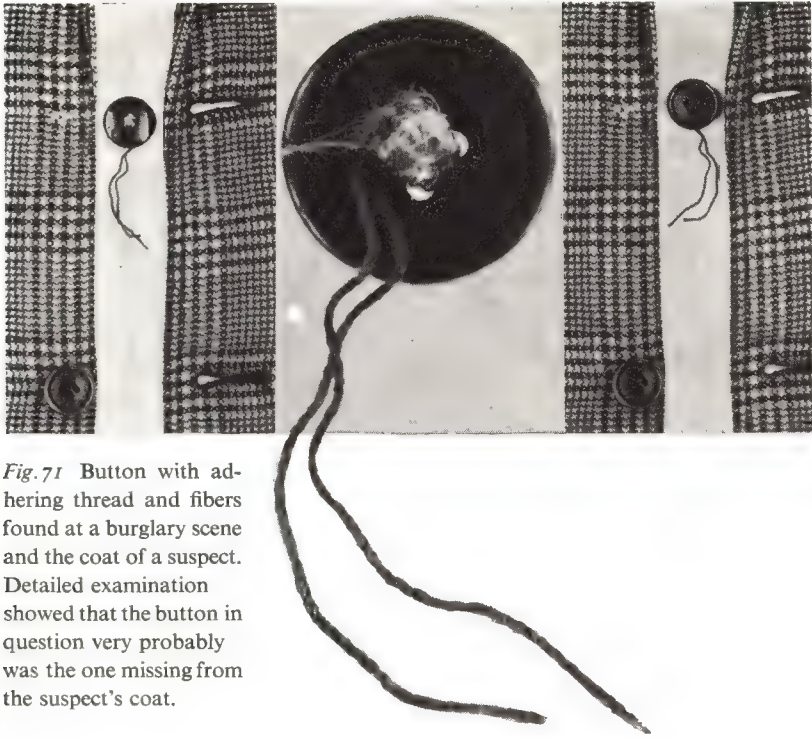 Fig. 71 Button with ad-
hering thread and fibers
found at a burglary scene
and the coat of a suspect.
Detailed examination
showed that the button in
question very probably
was the one missing from
the suspect's coat.